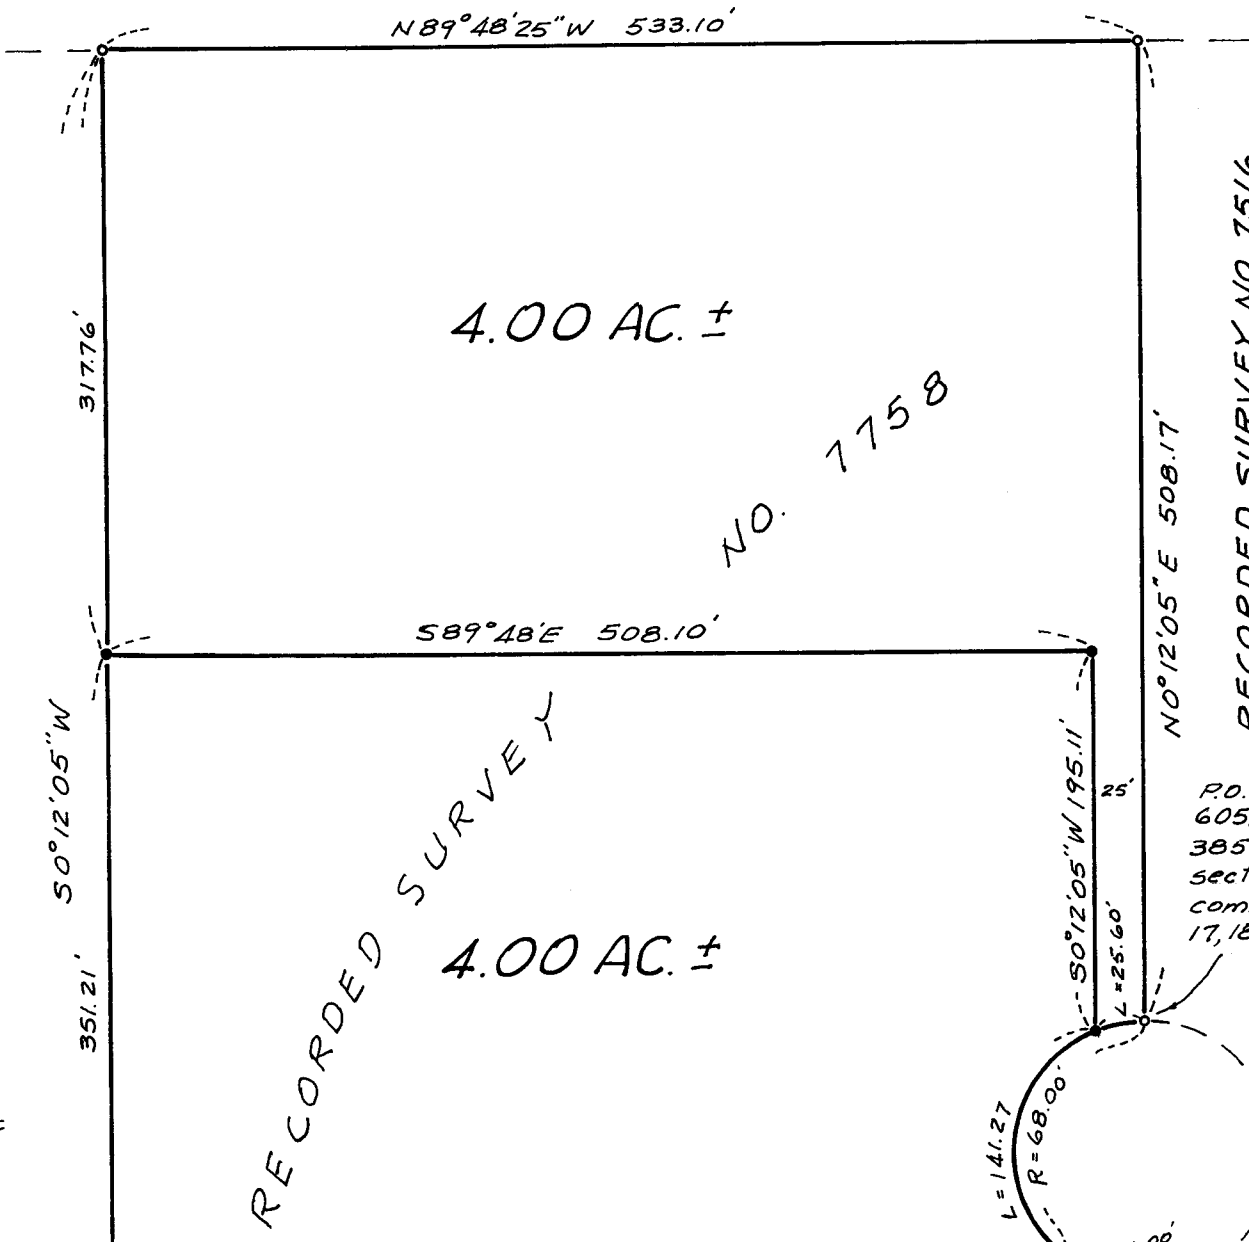 N89°48'25"W 533.10'
317.76'
4.00 AC. ±
NO. 7758
RECORDED SURVEY NO. 7516
N0°12'05"E 508.17'
S89°48'E 508.10'
S0°12'05"W
351.21'
RECORDED SURVEY
4.00 AC. ±
S0°12'05"W 195.11'
25'
L=25.60'
P.O.
605.
385
sect
com
17, 18
L=141.27
R=68.00'